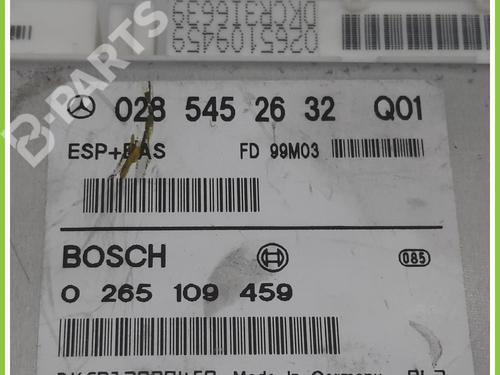 DKCR316639
0265109459
B-PARTS
028 545 26 32 Q01
ESP+BAS FD 99M03
BOSCH 085
0 265 109 459
Made in Germany